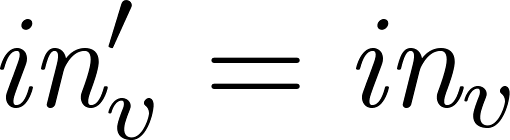 $in'_v = in_v$